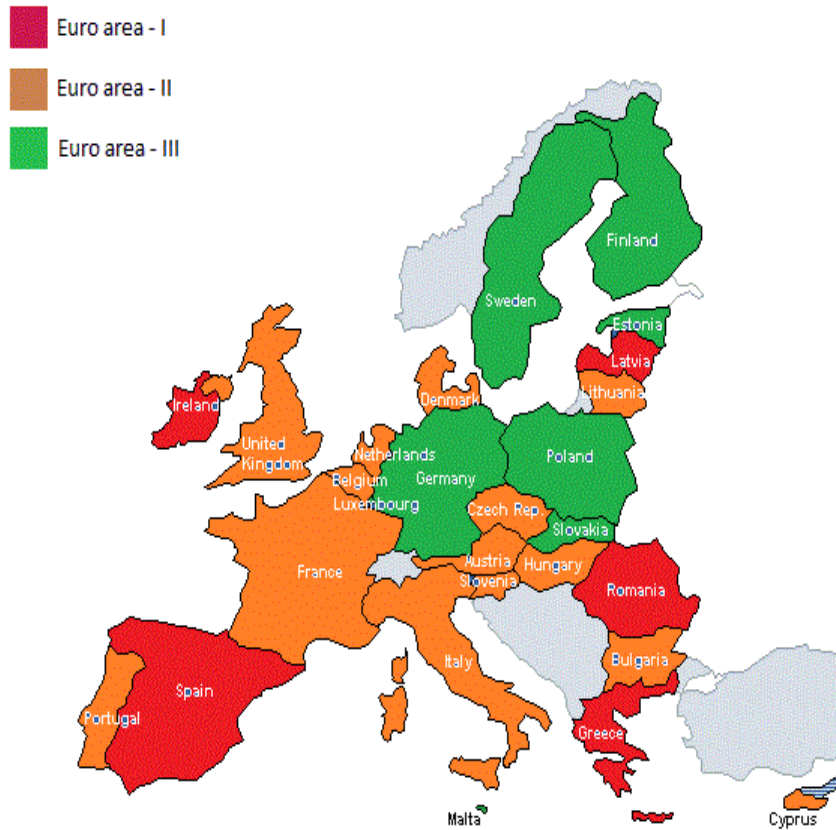 Euro area - I
Euro area - II
Euro area - III
Finland
Sweden
Estonia
Latvia
Lithuania
Denmark
Ireland
United
Kingdom
Netherlands
Belgium
Germany
Luxembourg
Poland
Czech Rep.
Slovakia
France
Austria
Hungary
Slovenia
Romania
Italy
Bulgaria
Spain
Portugal
Greece
Malta
Cyprus